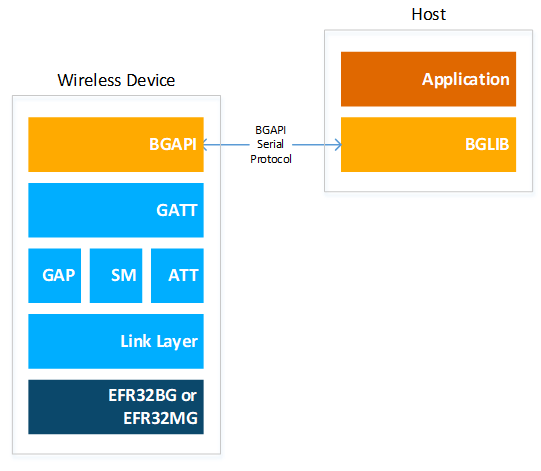 Host
Application
BGLIB
Wireless Device
BGAPI
BGAPI
Serial
Protocol
GATT
GAP
SM
ATT
Link Layer
EFR32BG or
EFR32MG